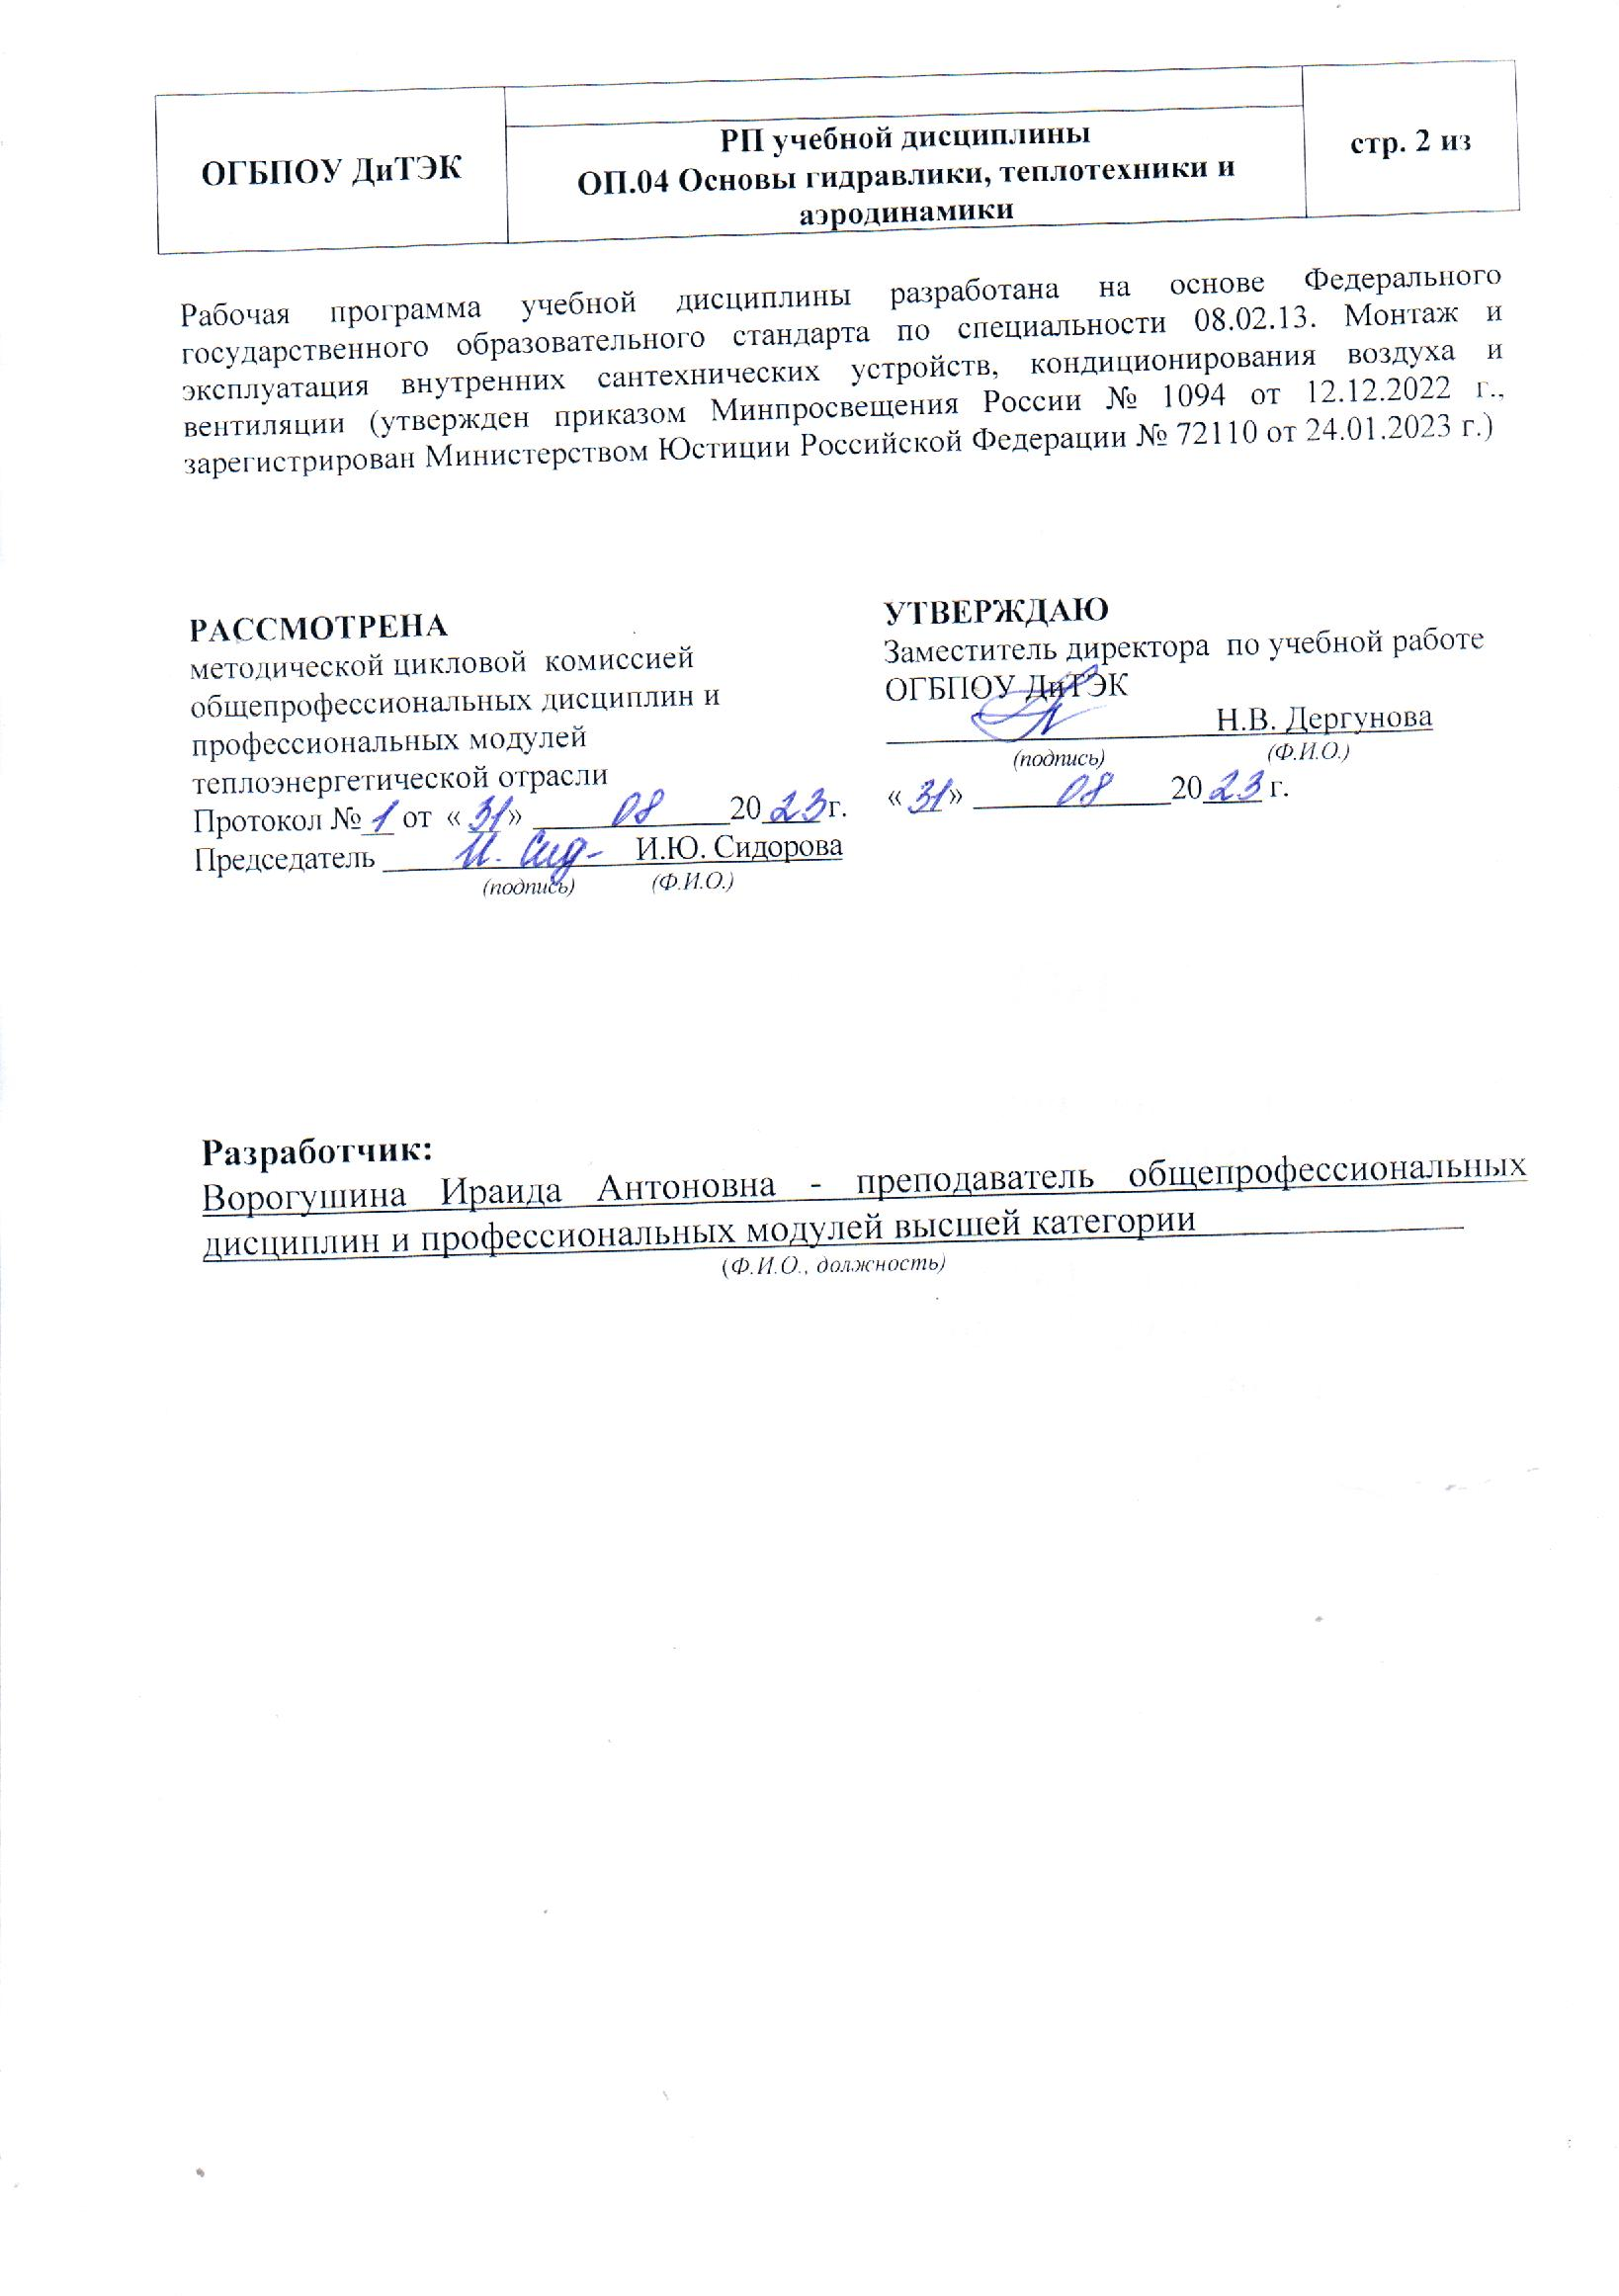 ОГБПОУ ДиТЭК
РП учебной дисциплины
ОП.04 Основы гидравлики, теплотехники и
аэродинамики
стр. 2 из
Рабочая программа учебной дисциплины разработана на основе Федерального
государственного образовательного стандарта по специальности 08.02.13. Монтаж и
эксплуатация внутренних сантехнических устройств, кондиционирования воздуха и
вентиляции (утвержден приказом Минпросвещения России № 1094 от 12.12.2022 г.,
зарегистрирован Министерством Юстиции Российской Федерации № 72110 от 24.01.2023 г.)
РАССМОТРЕНА
методической цикловой комиссией
общепрофессиональных дисциплин и
профессиональных модулей
теплоэнергетической отрасли
Протокол № 1 от «31» 08 2023г.
Председатель И. Сид- И.Ю. Сидорова
(подпись) (Ф.И.О.)
УТВЕРЖДАЮ
Заместитель директора по учебной работе
ОГБПОУ ДиТЭК
Н.В. Дергунова
(подпись) (Ф.И.О.)
«31» 08 2023 г.
Разработчик:
Ворогушина Ираида Антоновна - преподаватель общепрофессиональных
дисциплин и профессиональных модулей высшей категории
(Ф.И.О., должность)